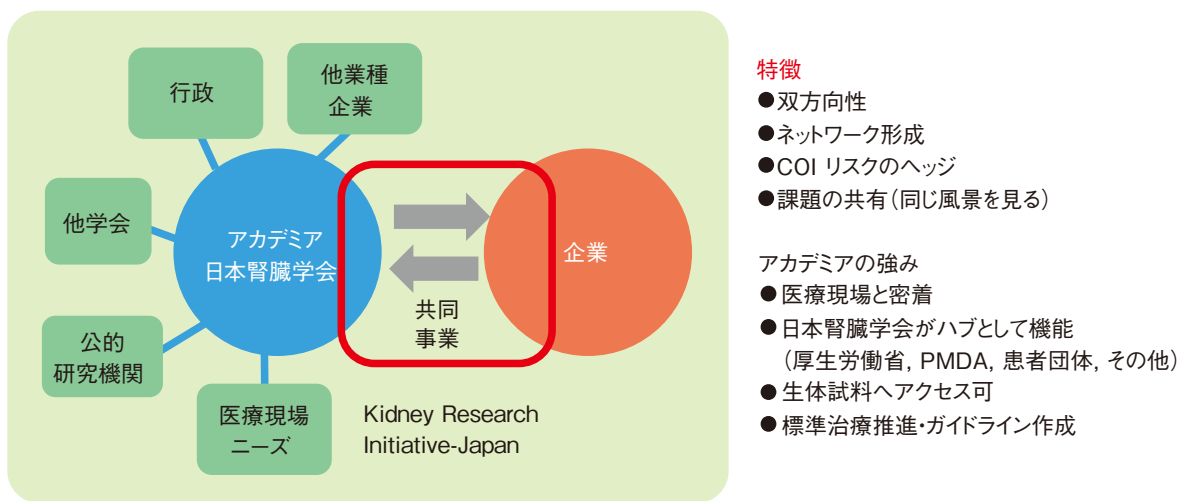 行政
他業種
企業
他学会
アカデミア
日本腎臓学会
企業
共同
事業
公的
研究機関
医療現場
ニーズ
Kidney Research
Initiative-Japan
特徴
●双方向性
●ネットワーク形成
●COI リスクのヘッジ
●課題の共有(同じ風景を見る)
アカデミアの強み
●医療現場と密着
●日本腎臓学会がハブとして機能
(厚生労働省, PMDA, 患者団体, その他)
●生体試料へアクセス可
●標準治療推進・ガイドライン作成